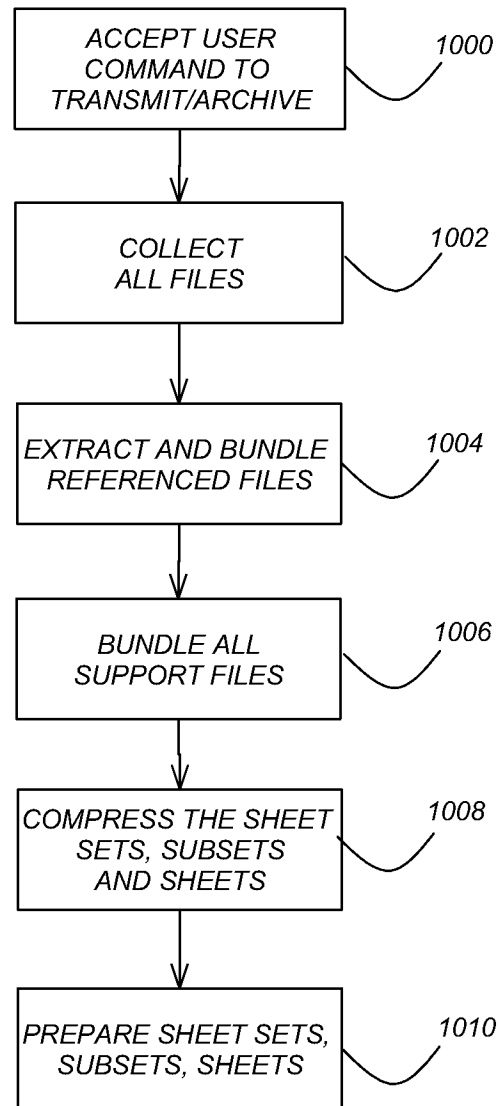 ACCEPT USER
COMMAND TO
TRANSMIT/ARCHIVE
1000
COLLECT
ALL FILES
1002
EXTRACT AND BUNDLE
REFERENCED FILES
1004
BUNDLE ALL
SUPPORT FILES
1006
COMPRESS THE SHEET
SETS, SUBSETS
AND SHEETS
1008
PREPARE SHEET SETS,
SUBSETS, SHEETS
1010